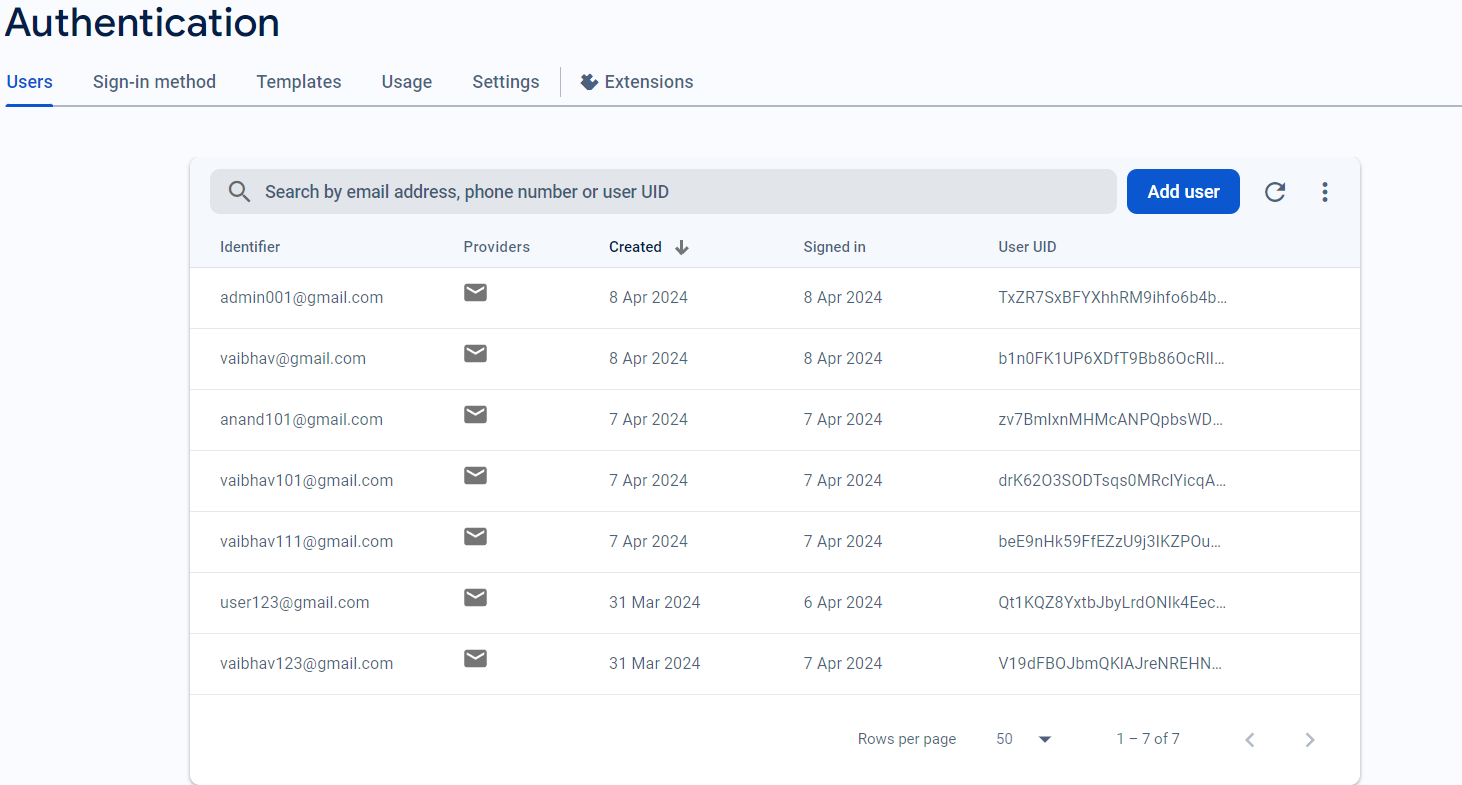 Authentication
Users Sign-in method Templates Usage Settings Extensions
Search by email address, phone number or user UID Add user
Identifier Providers Created Signed in User UID
admin001@gmail.com 8 Apr 2024 8 Apr 2024 TxZR7SxBFYXhhRM9ihfo6b4b...
vaibhav@gmail.com 8 Apr 2024 8 Apr 2024 b1n0FK1UP6XDfT9Bb86OcRlI...
anand101@gmail.com 7 Apr 2024 7 Apr 2024 zv7BmlxnMHMcANPQpbsWD...
vaibhav101@gmail.com 7 Apr 2024 7 Apr 2024 drK62O3SODTsqs0MRclYicqA...
vaibhav111@gmail.com 7 Apr 2024 7 Apr 2024 beE9nHk59FfEZzU9j3lKZPOu...
user123@gmail.com 31 Mar 2024 6 Apr 2024 Qt1KQZ8YxtbJbyLrdONlk4Eec...
vaibhav123@gmail.com 31 Mar 2024 7 Apr 2024 V19dFBOJbmQKlAJreNREHN...
Rows per page 50 1 – 7 of 7